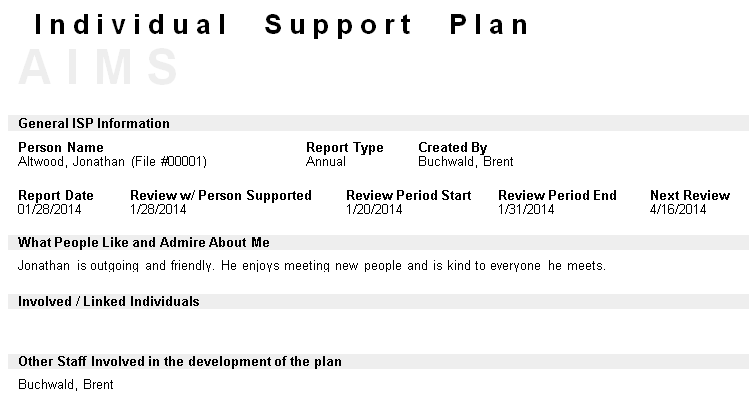 Individual Support Plan
AIMS
General ISP Information
Person Name Report Type Created By
Altwood, Jonathan (File #00001) Annual Buchwald, Brent
Report Date Review w/ Person Supported Review Period Start Review Period End Next Review
01/28/2014 1/28/2014 1/20/2014 1/31/2014 4/16/2014
What People Like and Admire About Me
Jonathan is outgoing and friendly. He enjoys meeting new people and is kind to everyone he meets.
Involved / Linked Individuals
Other Staff Involved in the development of the plan
Buchwald, Brent